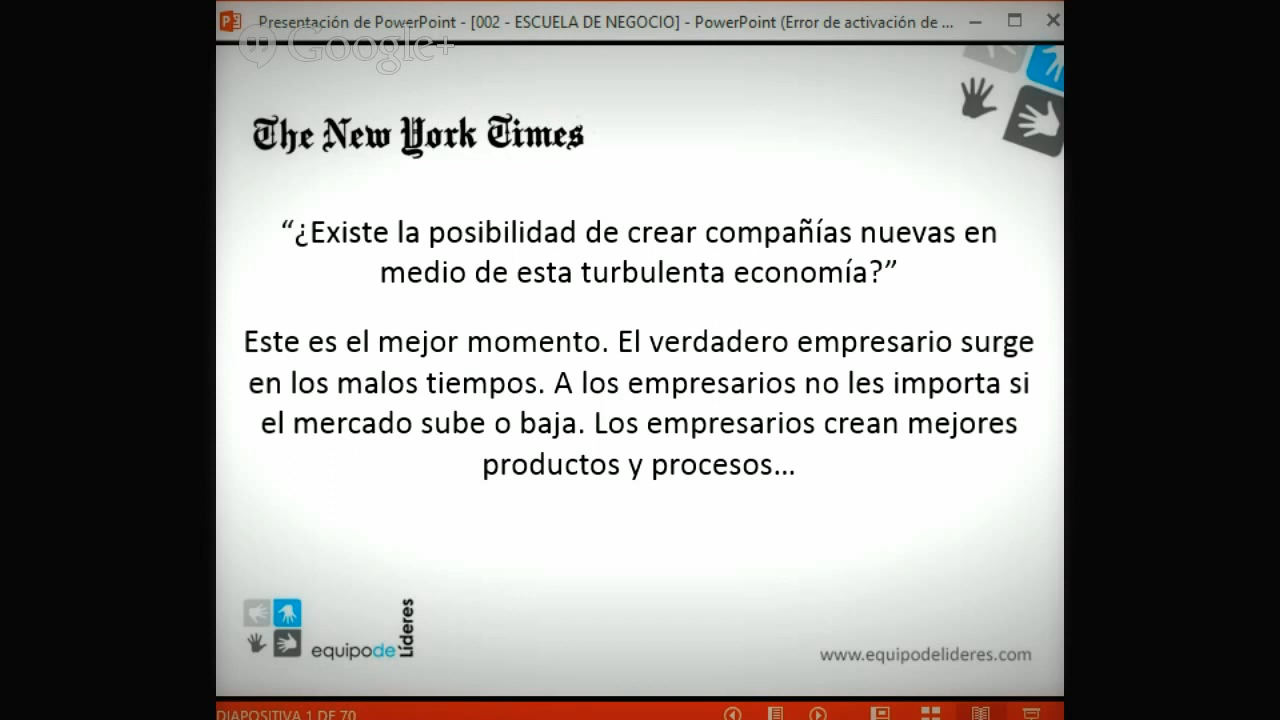 Presentación de PowerPoint - [002 - ESCUELA DE NEGOCIO] - PowerPoint (Error de activación de ...
Google+
The New York Times
“¿Existe la posibilidad de crear compañías nuevas en
medio de esta turbulenta economía?”
Este es el mejor momento. El verdadero empresario surge
en los malos tiempos. A los empresarios no les importa si
el mercado sube o baja. Los empresarios crean mejores
productos y procesos...
equipode Líderes
www.equipodelideres.com
DIAPOSITIVA 1 DE 70